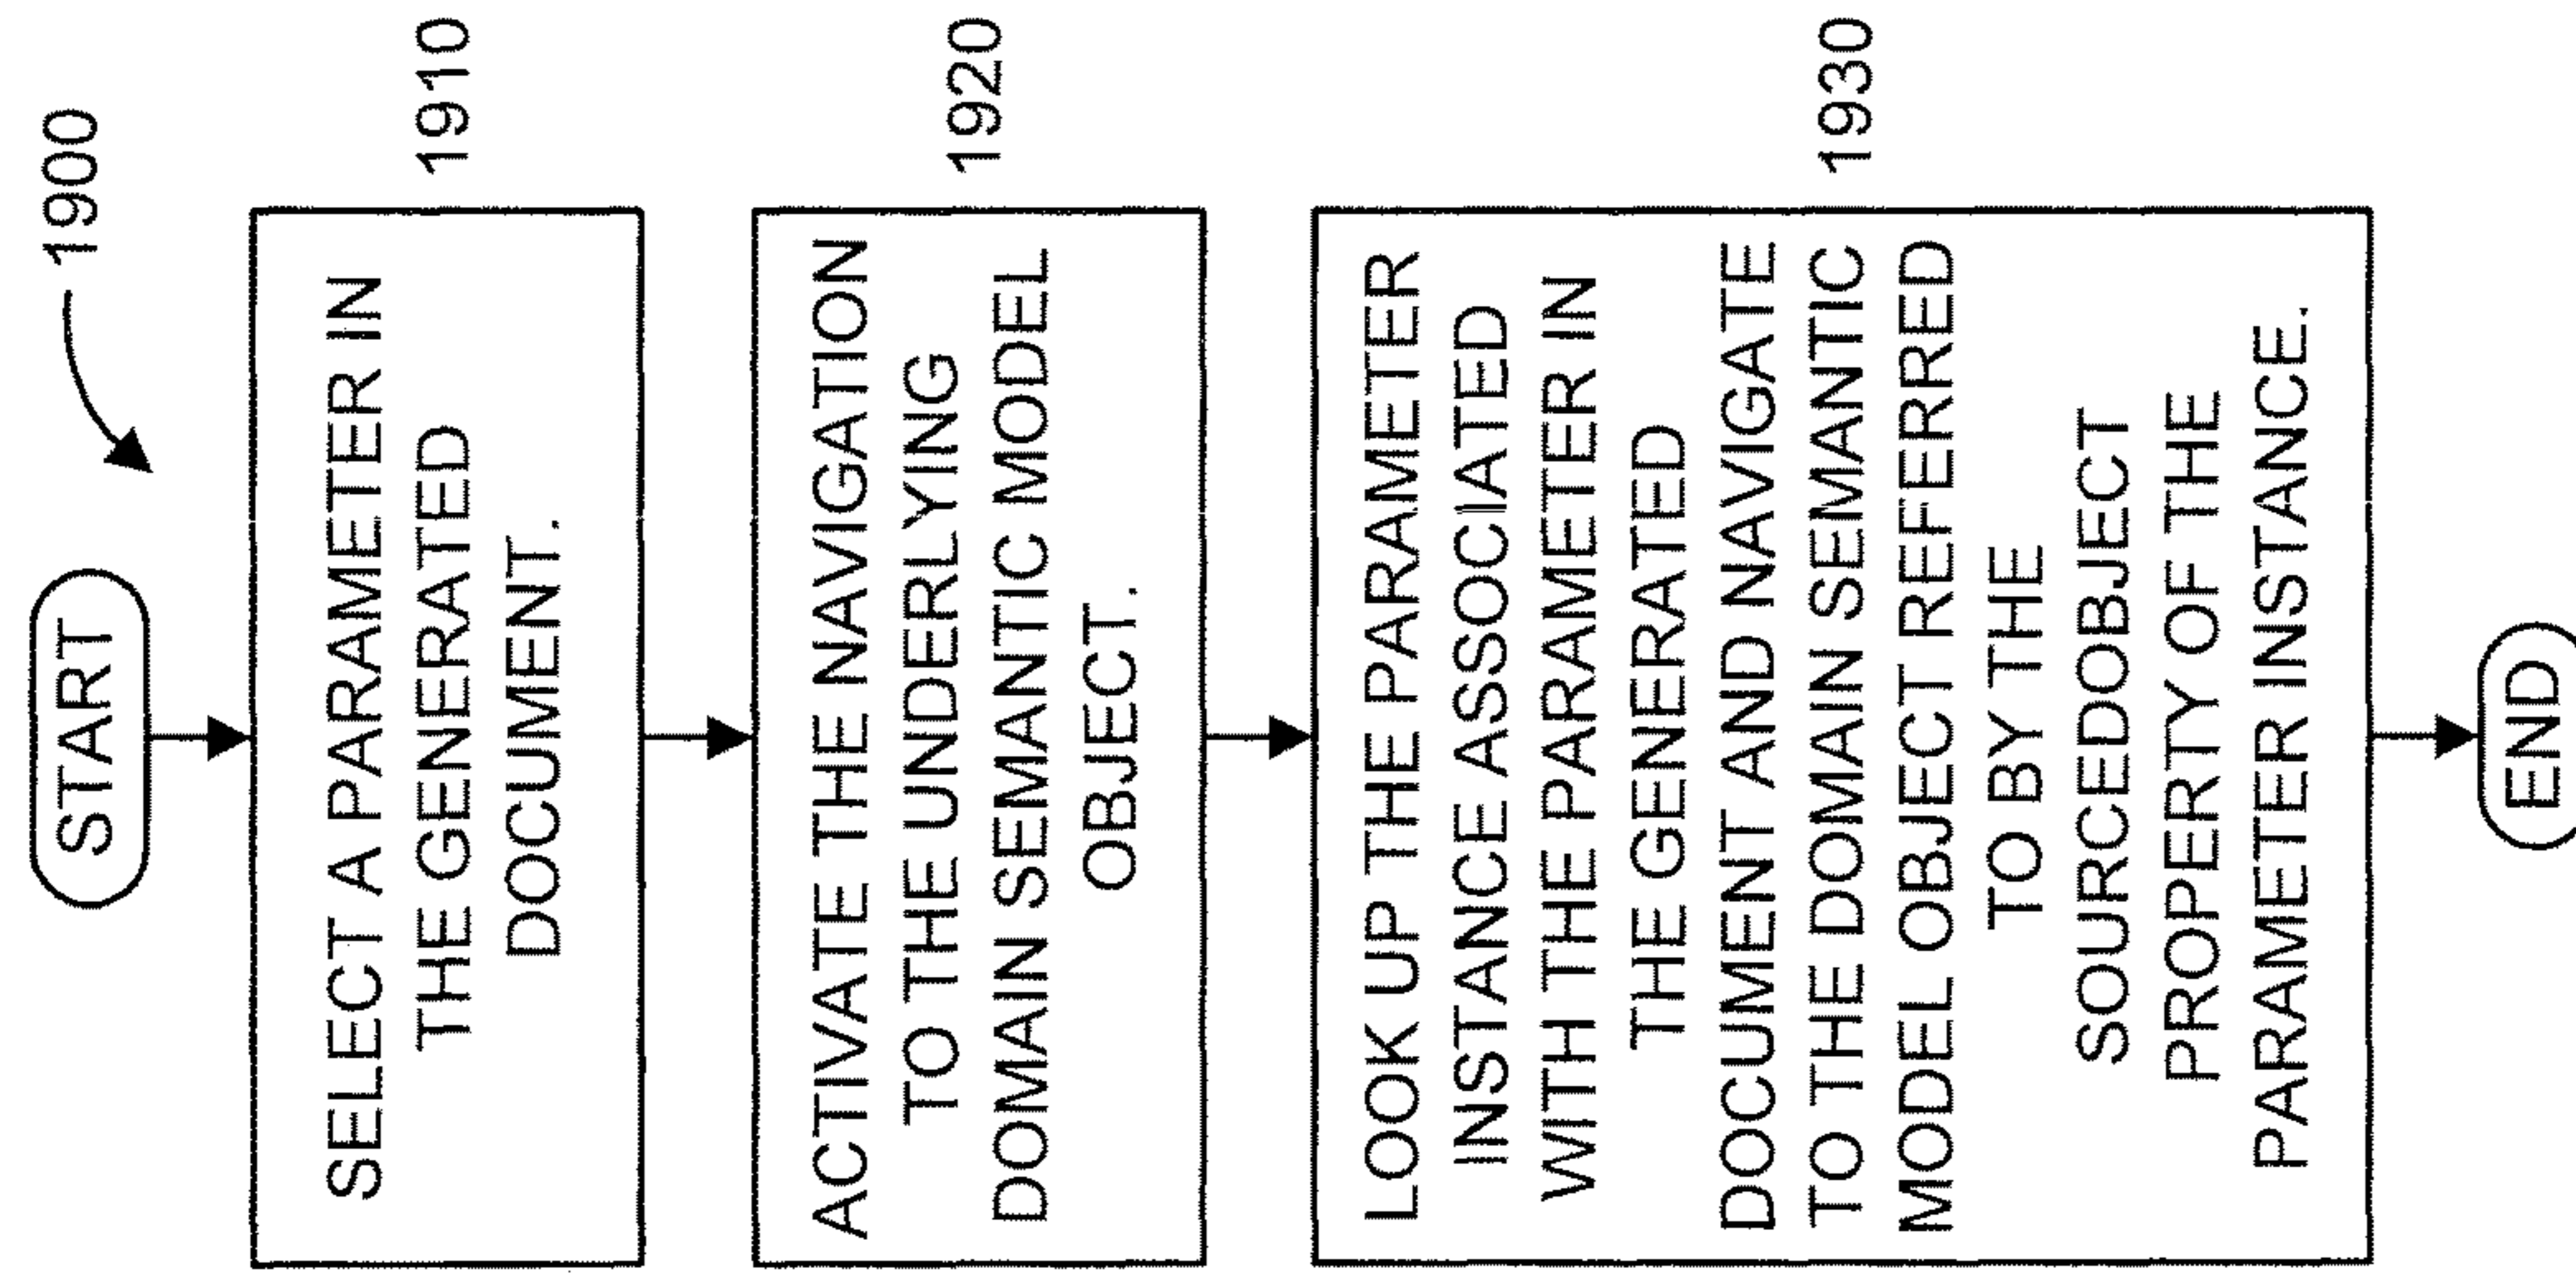 1900
START
SELECT A PARAMETER IN
THE GENERATED
DOCUMENT.
1910
ACTIVATE THE NAVIGATION
TO THE UNDERLYING
DOMAIN SEMANTIC MODEL
OBJECT.
1920
LOOK UP THE PARAMETER
INSTANCE ASSOCIATED
WITH THE PARAMETER IN
THE GENERATED
DOCUMENT AND NAVIGATE
TO THE DOMAIN SEMANTIC
MODEL OBJECT REFERRED
TO BY THE
SOURCEDOBJECT
PROPERTY OF THE
PARAMETER INSTANCE.
1930
END